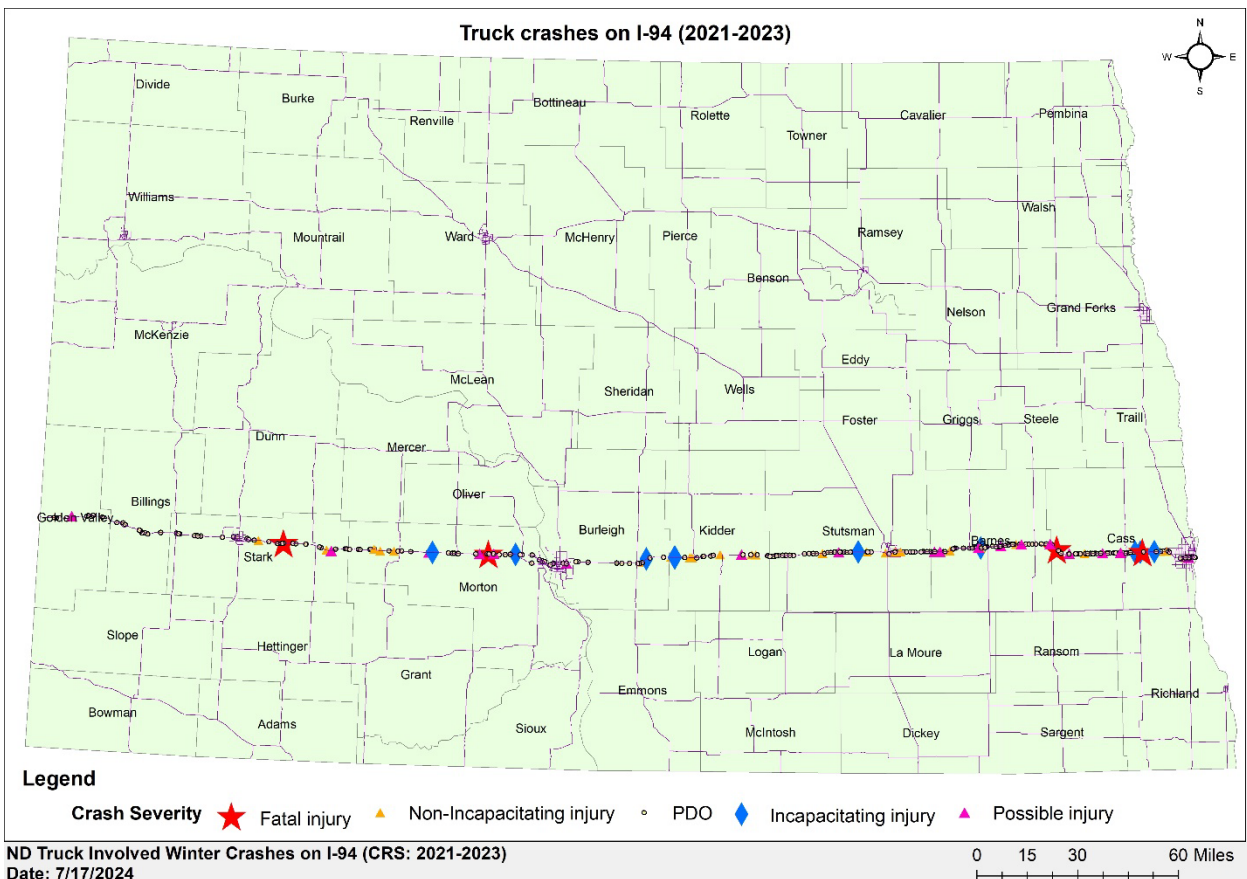 Truck crashes on I-94 (2021-2023)
N
W E
S
Divide
Burke
Bottineau
Renville
Rolette
Cavalier
Pembina
Towner
Williams
Walsh
Mountrail
Ward
McHenry
Pierce
Ramsey
Benson
Nelson
Grand Forks
McKenzie
Eddy
McLean
Sheridan
Wells
Foster
Griggs
Steele
Traill
Dunn
Mercer
Billings
Oliver
Golden Valley
Burleigh
Kidder
Stutsman
Barnes
Cass
Stark
Morton
Slope
Hettinger
Logan
La Moure
Ransom
Grant
Emmons
Richland
Bowman
Adams
Sioux
McIntosh
Dickey
Sargent
Legend
Crash Severity Fatal injury Non-Incapacitating injury PDO Incapacitating injury Possible injury
ND Truck Involved Winter Crashes on I-94 (CRS: 2021-2023)
Date: 7/17/2024
0 15 30 60 Miles